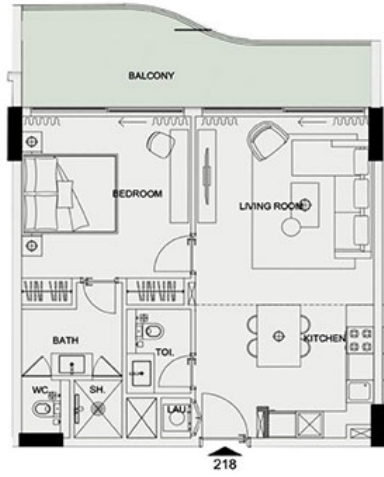 BALCONY
BEDROOM
LIVING ROOM
KITCHEN
BATH
TOI.
WC
SH.
LAU
218